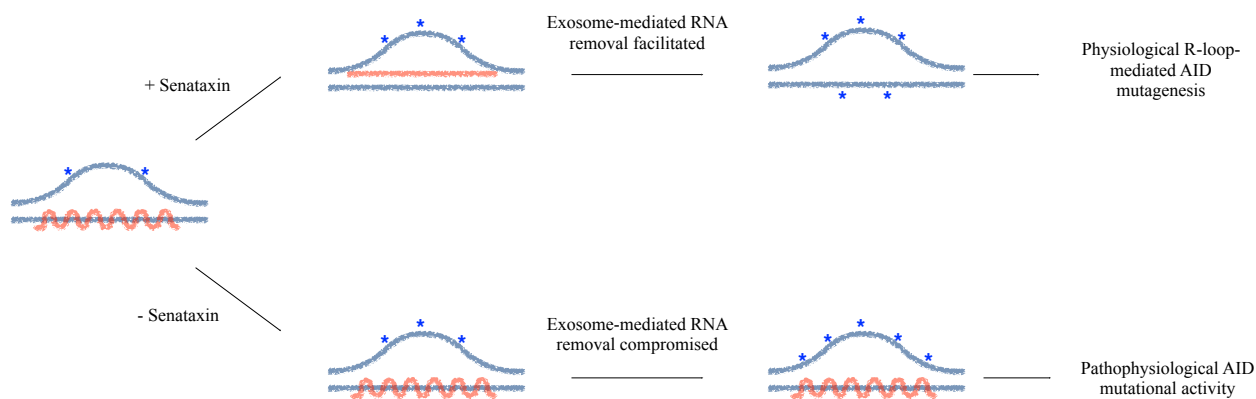 Exosome-mediated RNA
removal facilitated
Physiological R-loop-
mediated AID
mutagenesis
+ Senataxin
- Senataxin
Exosome-mediated RNA
removal compromised
Pathophysiological AID
mutational activity